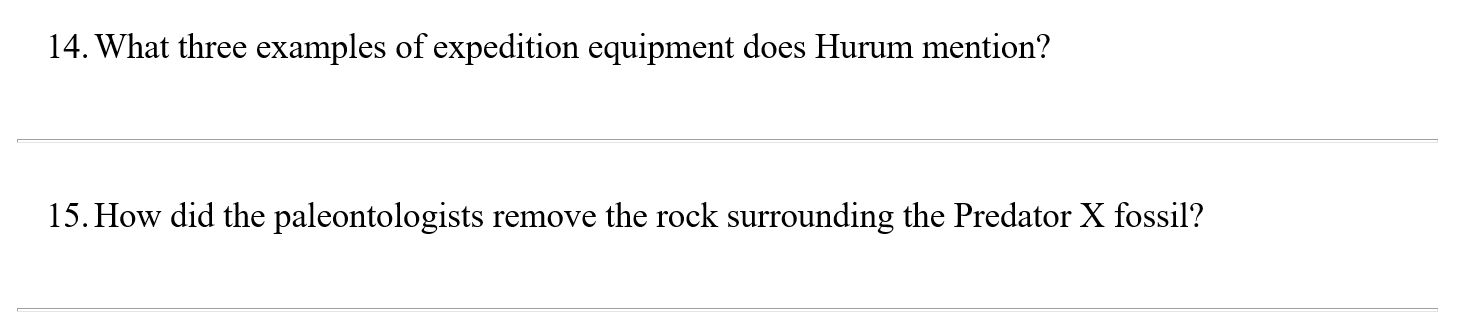 14. What three examples of expedition equipment does Hurum mention?
15. How did the paleontologists remove the rock surrounding the Predator X fossil?